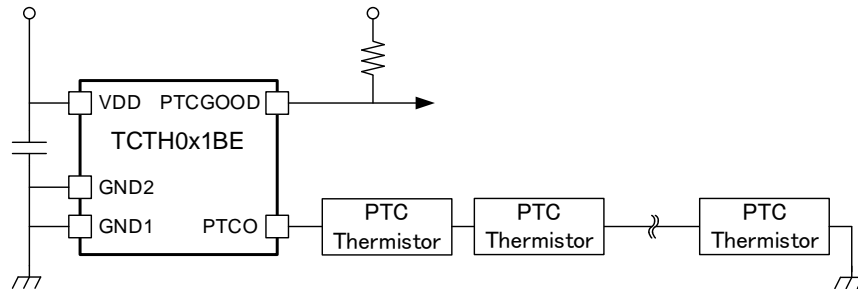 VDD PTCGOOD
TCTH0x1BE
GND2
GND1 PTCO
PTC Thermistor
PTC Thermistor
PTC Thermistor